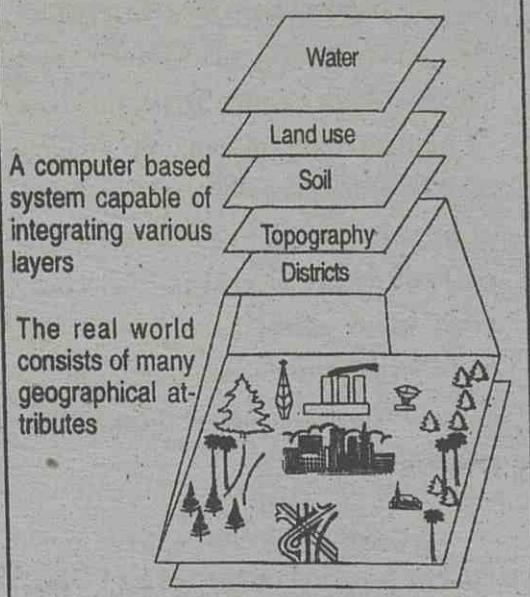 Water
Land use
Soil
Topography
Districts
A computer based
system capable of
integrating various
layers
The real world
consists of many
geographical at-
tributes